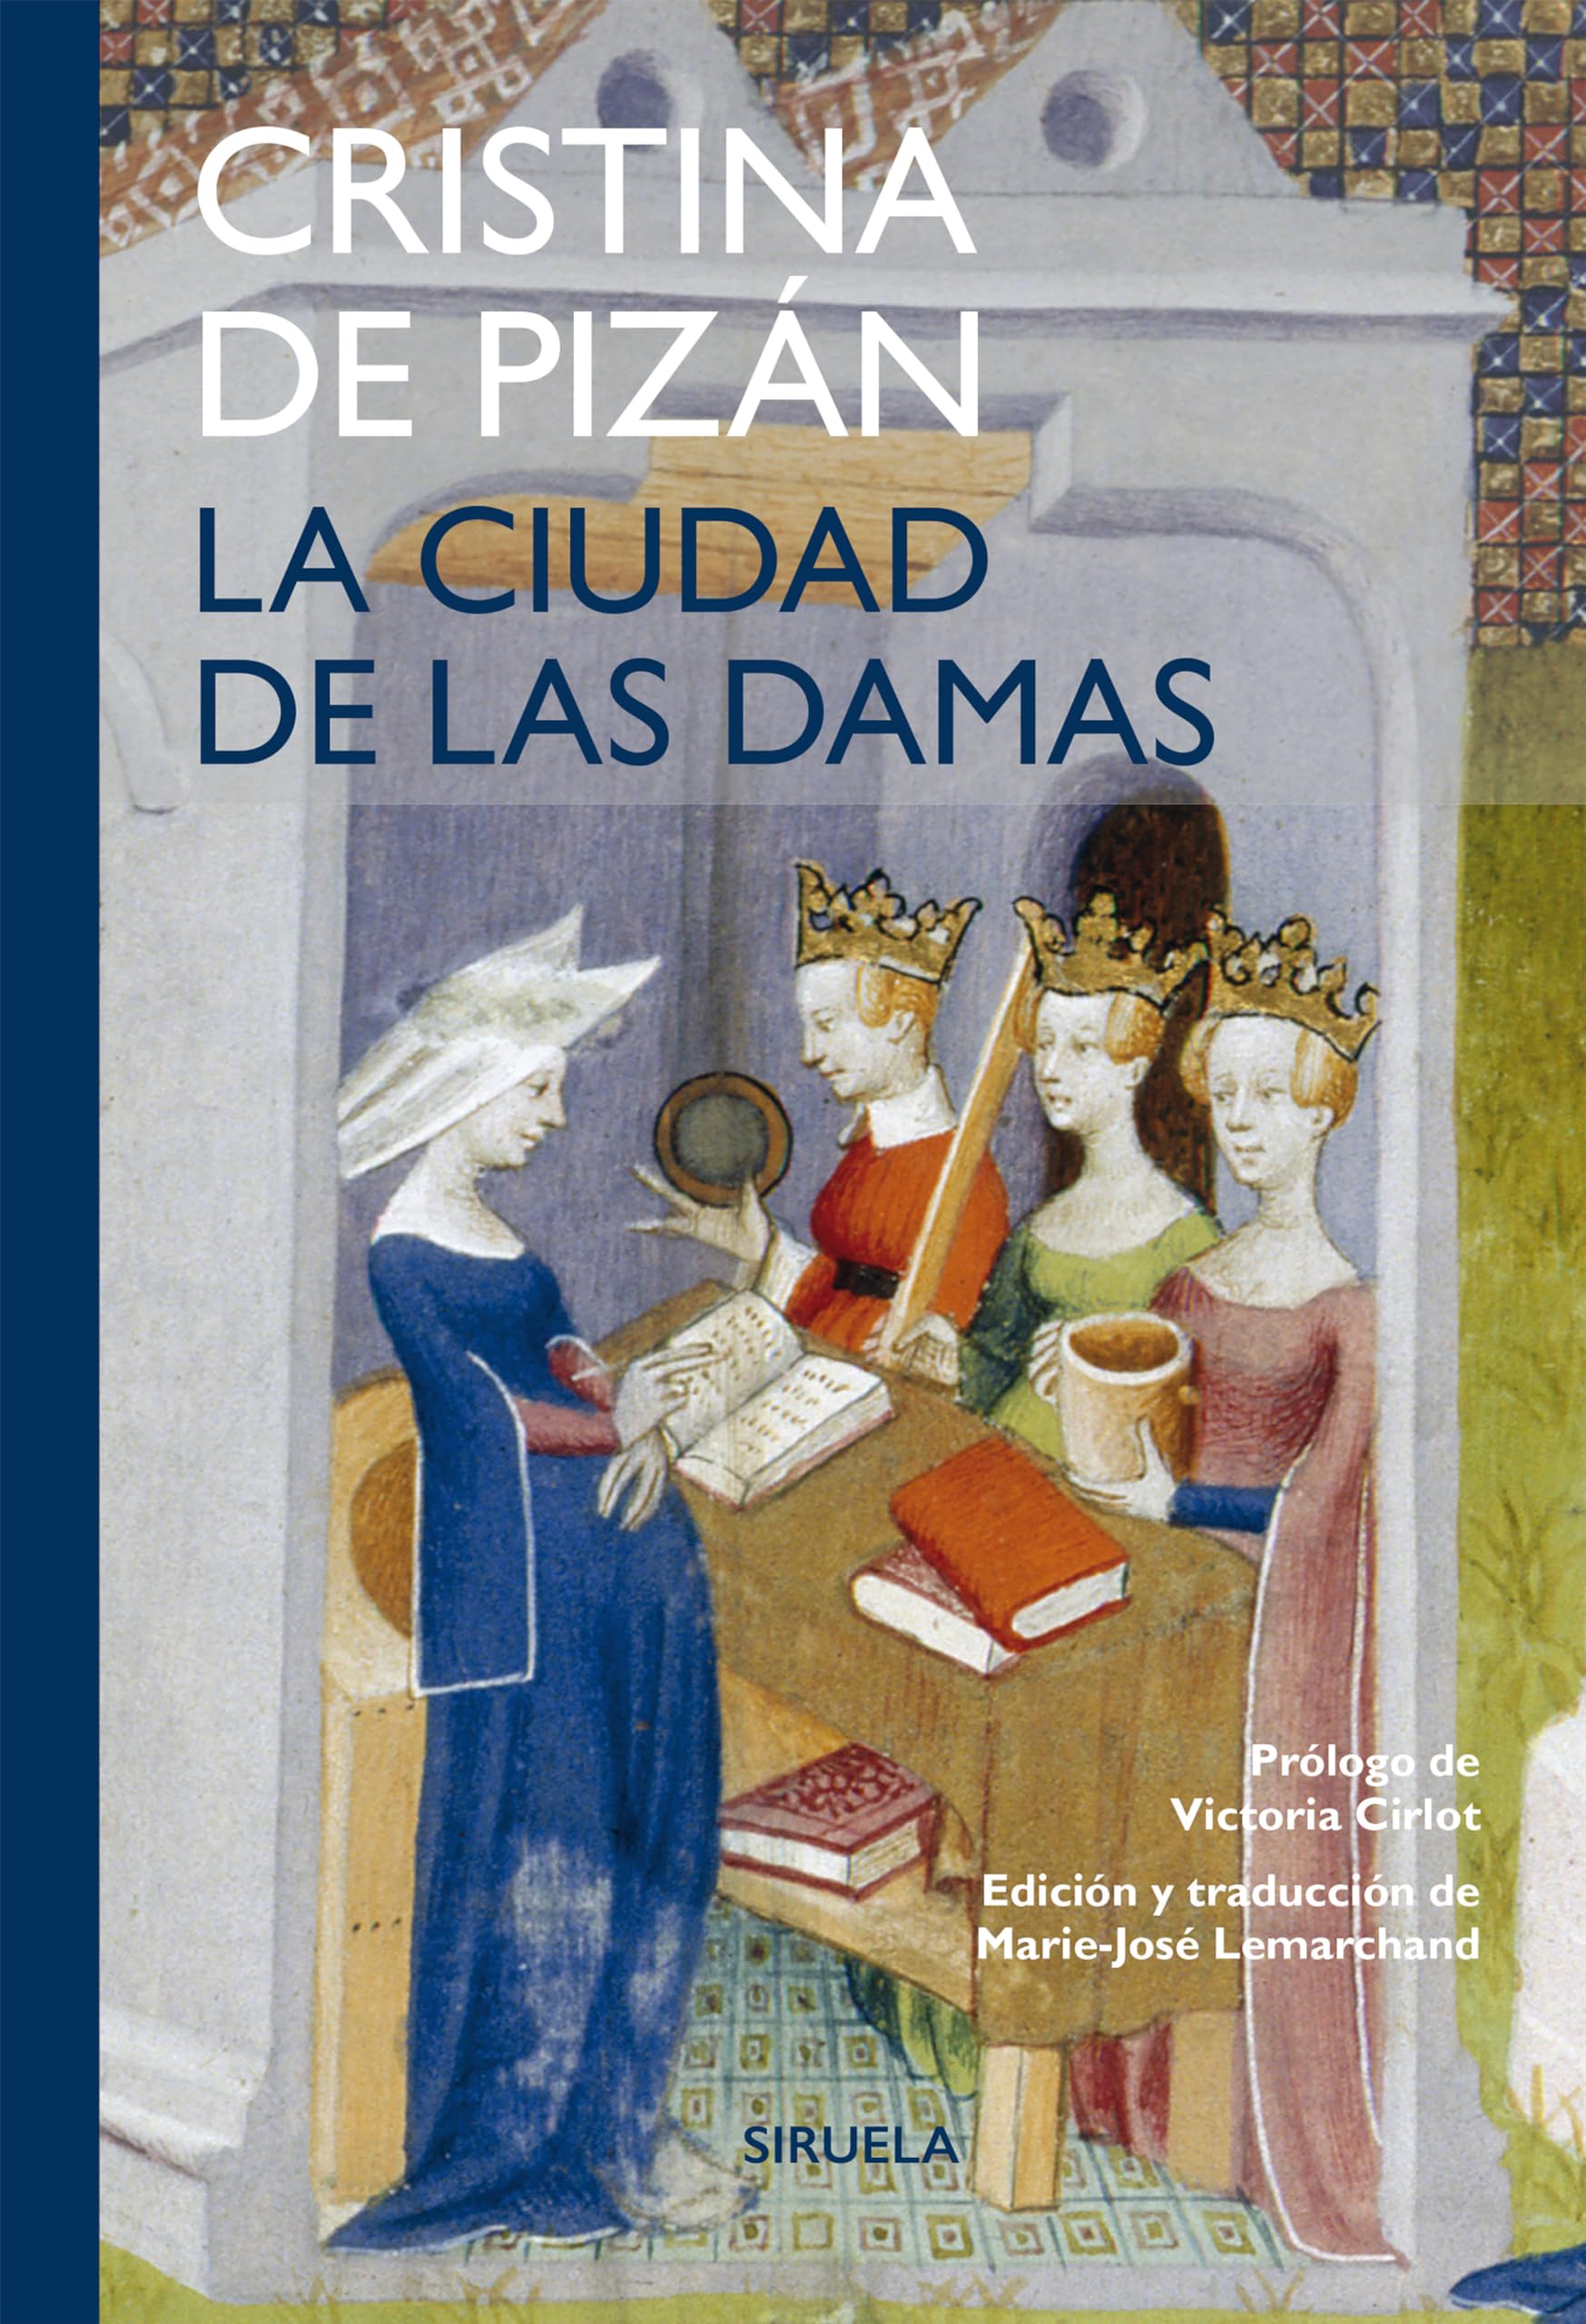 CRISTINA
DE PIZÁN
LA CIUDAD
DE LAS DAMAS
Prólogo de
Victoria Cirlot
Edición y traducción de
Marie-José Lemarchand
SIRUELA